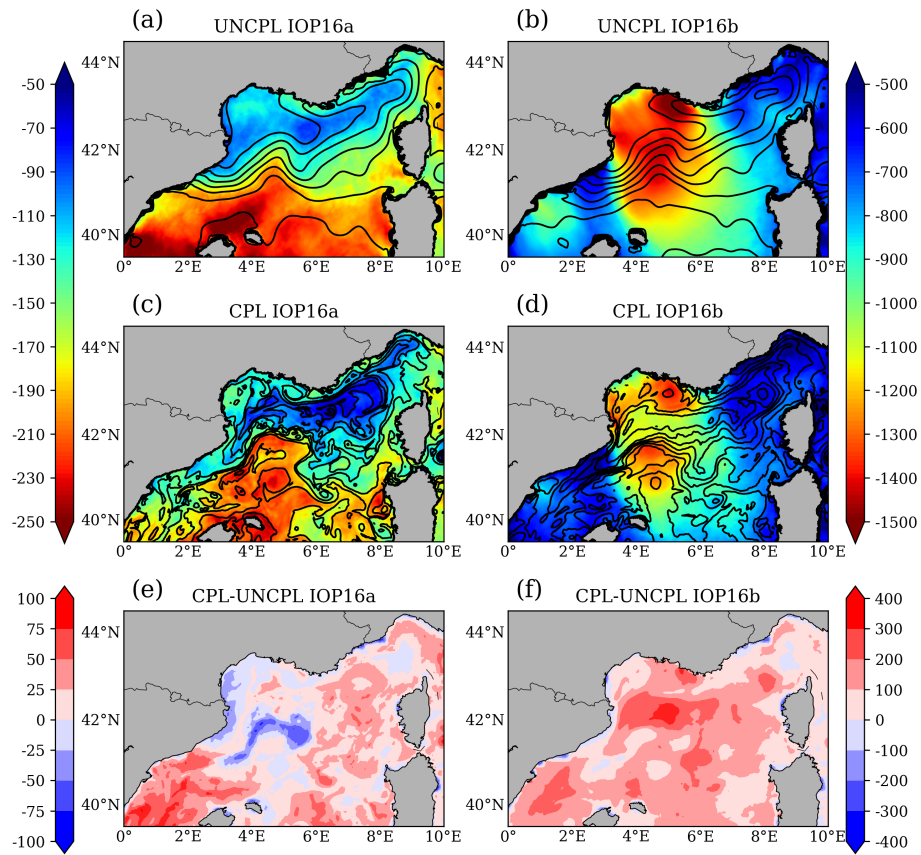 (a)
UNCPL IOP16a
(b)
UNCPL IOP16b
44°N
42°N
40°N
0°
2°E
4°E
6°E
8°E
10°E
44°N
42°N
40°N
0°
2°E
4°E
6°E
8°E
10°E
-50
-70
-90
-110
-130
-150
-170
-190
-210
-230
-250
-500
-600
-700
-800
-900
-1000
-1100
-1200
-1300
-1400
-1500
(c)
CPL IOP16a
(d)
CPL IOP16b
44°N
42°N
40°N
0°
2°E
4°E
6°E
8°E
10°E
44°N
42°N
40°N
0°
2°E
4°E
6°E
8°E
10°E
(e)
CPL-UNCPL IOP16a
(f)
CPL-UNCPL IOP16b
100
75
50
25
0
-25
-50
-75
-100
44°N
42°N
40°N
0°
2°E
4°E
6°E
8°E
10°E
44°N
42°N
40°N
0°
2°E
4°E
6°E
8°E
10°E
400
300
200
100
0
-100
-200
-300
-400